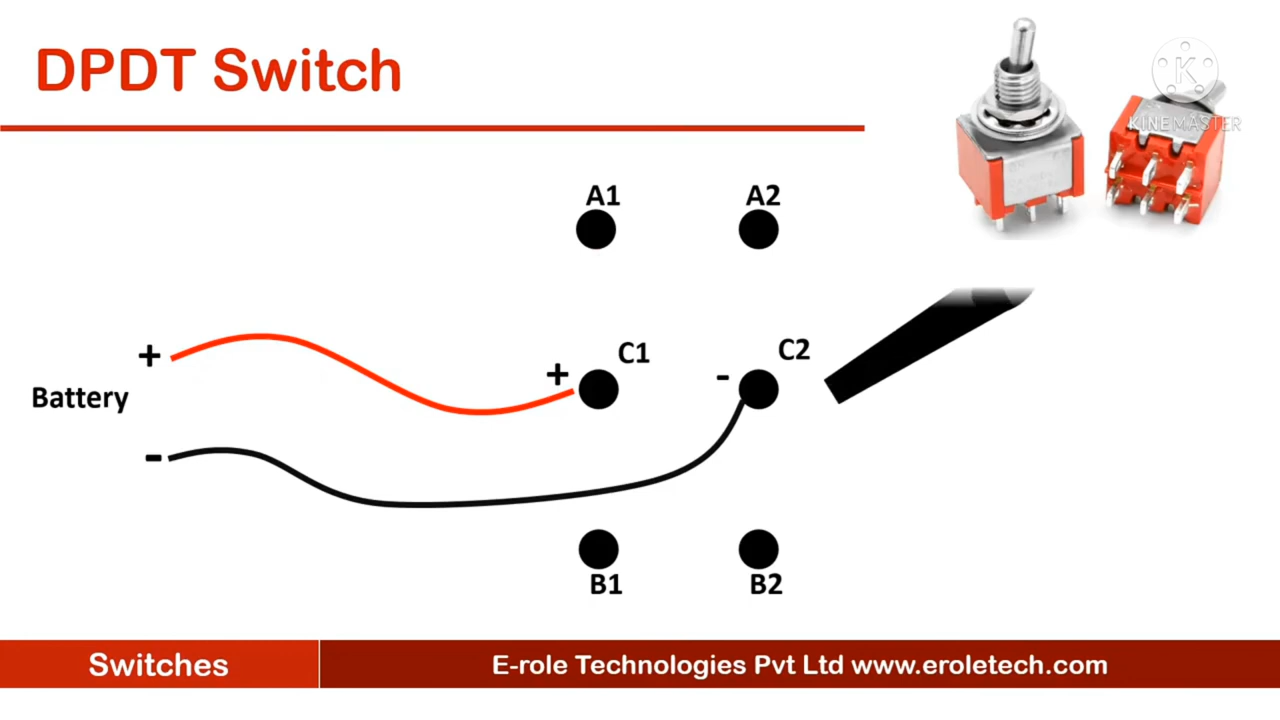 DPDT Switch
K
KINEMASTER
A1 A2
+
+ C1 - C2
Battery
-
B1 B2
Switches
E-role Technologies Pvt Ltd www.eroletech.com